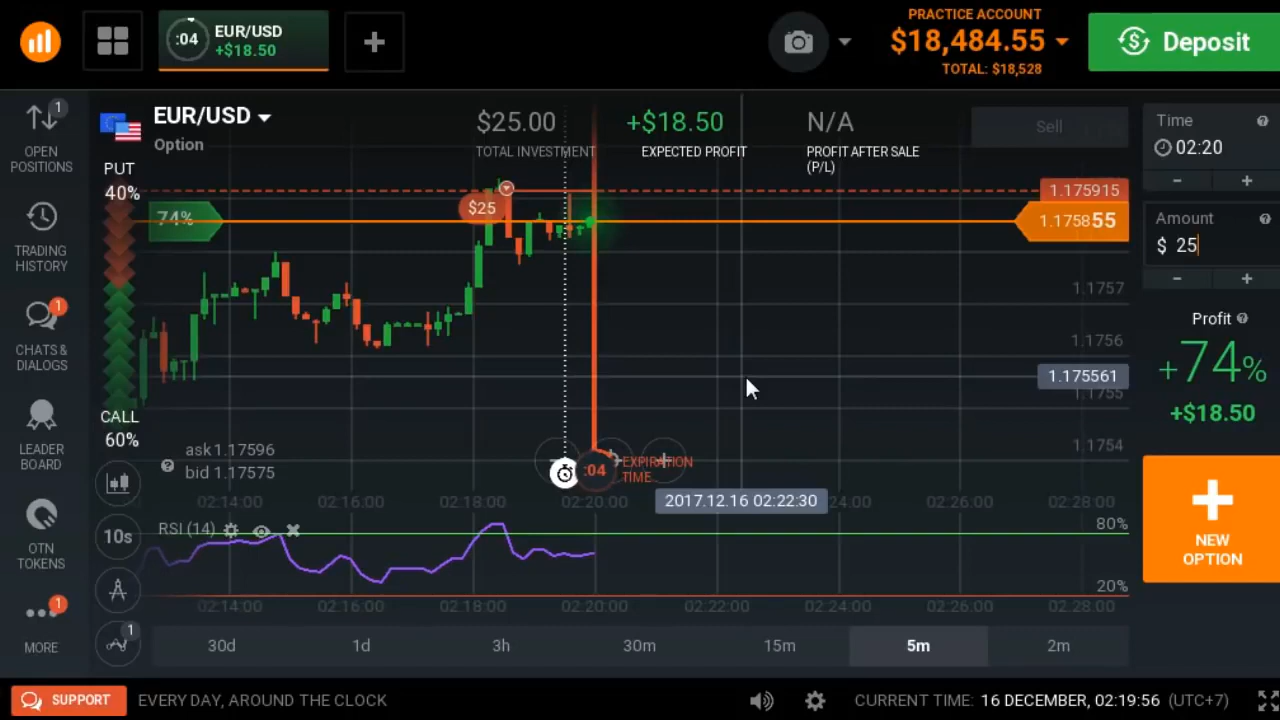 PRACTICE ACCOUNT
:04
EUR/USD
+$18.50
$18,484.55
TOTAL: $18,528
Deposit
1
OPEN
POSITIONS
TRADING
HISTORY
1
CHATS &
DIALOGS
LEADER
BOARD
OTN
TOKENS
1
MORE
EUR/USD
Option
$25.00
TOTAL INVESTMENT
+$18.50
EXPECTED PROFIT
N/A
PROFIT AFTER SALE
(P/L)
Sell
PUT
40%
74%
$25
CALL
60%
1.175915
1.175855
1.1757
1.1756
1.175561
1.1755
1.1754
ask 1.17596
bid 1.17575
:04
EXPIRATION
TIME
2017.12.16 02:22:30
02:14:00 02:16:00 02:18:00 02:20:00 02:24:00 02:26:00 02:28:00
10s
RSI (14)
80%
20%
02:14:00 02:16:00 02:18:00 02:20:00 02:22:00 02:24:00 02:26:00 02:28:00
1
30d 1d 3h 30m 15m 5m 2m
Time
02:20
- +
Amount
$ 25
- +
Profit
+74%
+$18.50
NEW
OPTION
SUPPORT
EVERY DAY, AROUND THE CLOCK
CURRENT TIME: 16 DECEMBER, 02:19:56 (UTC+7)